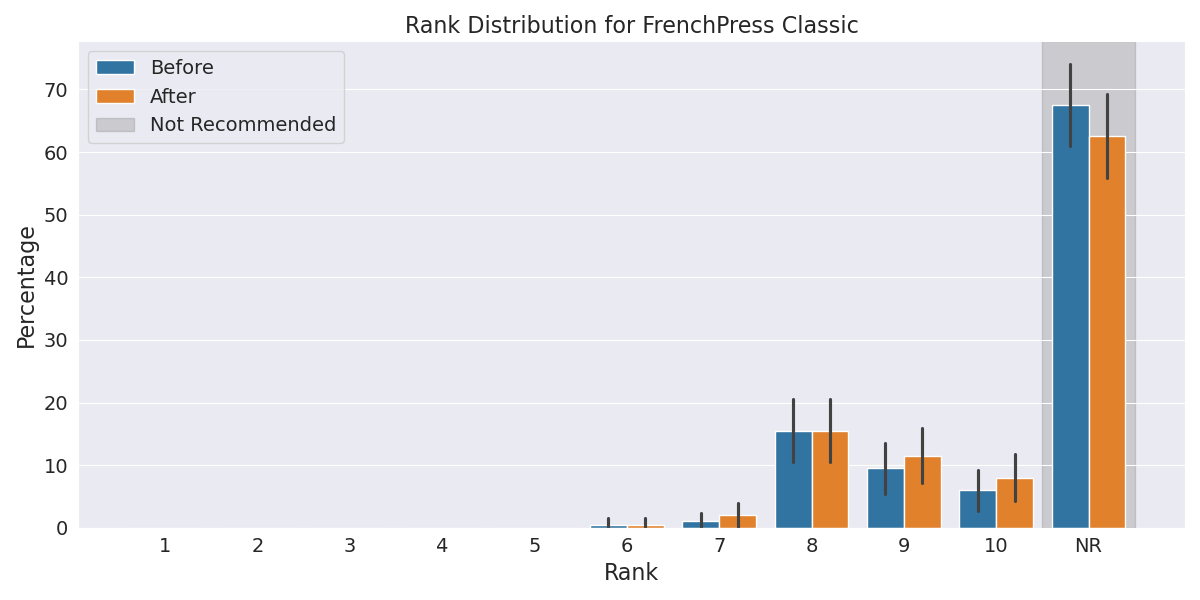 Rank Distribution for FrenchPress Classic
Before
After
Not Recommended
Percentage
70
60
50
40
30
20
10
0
1 2 3 4 5 6 7 8 9 10 NR
Rank